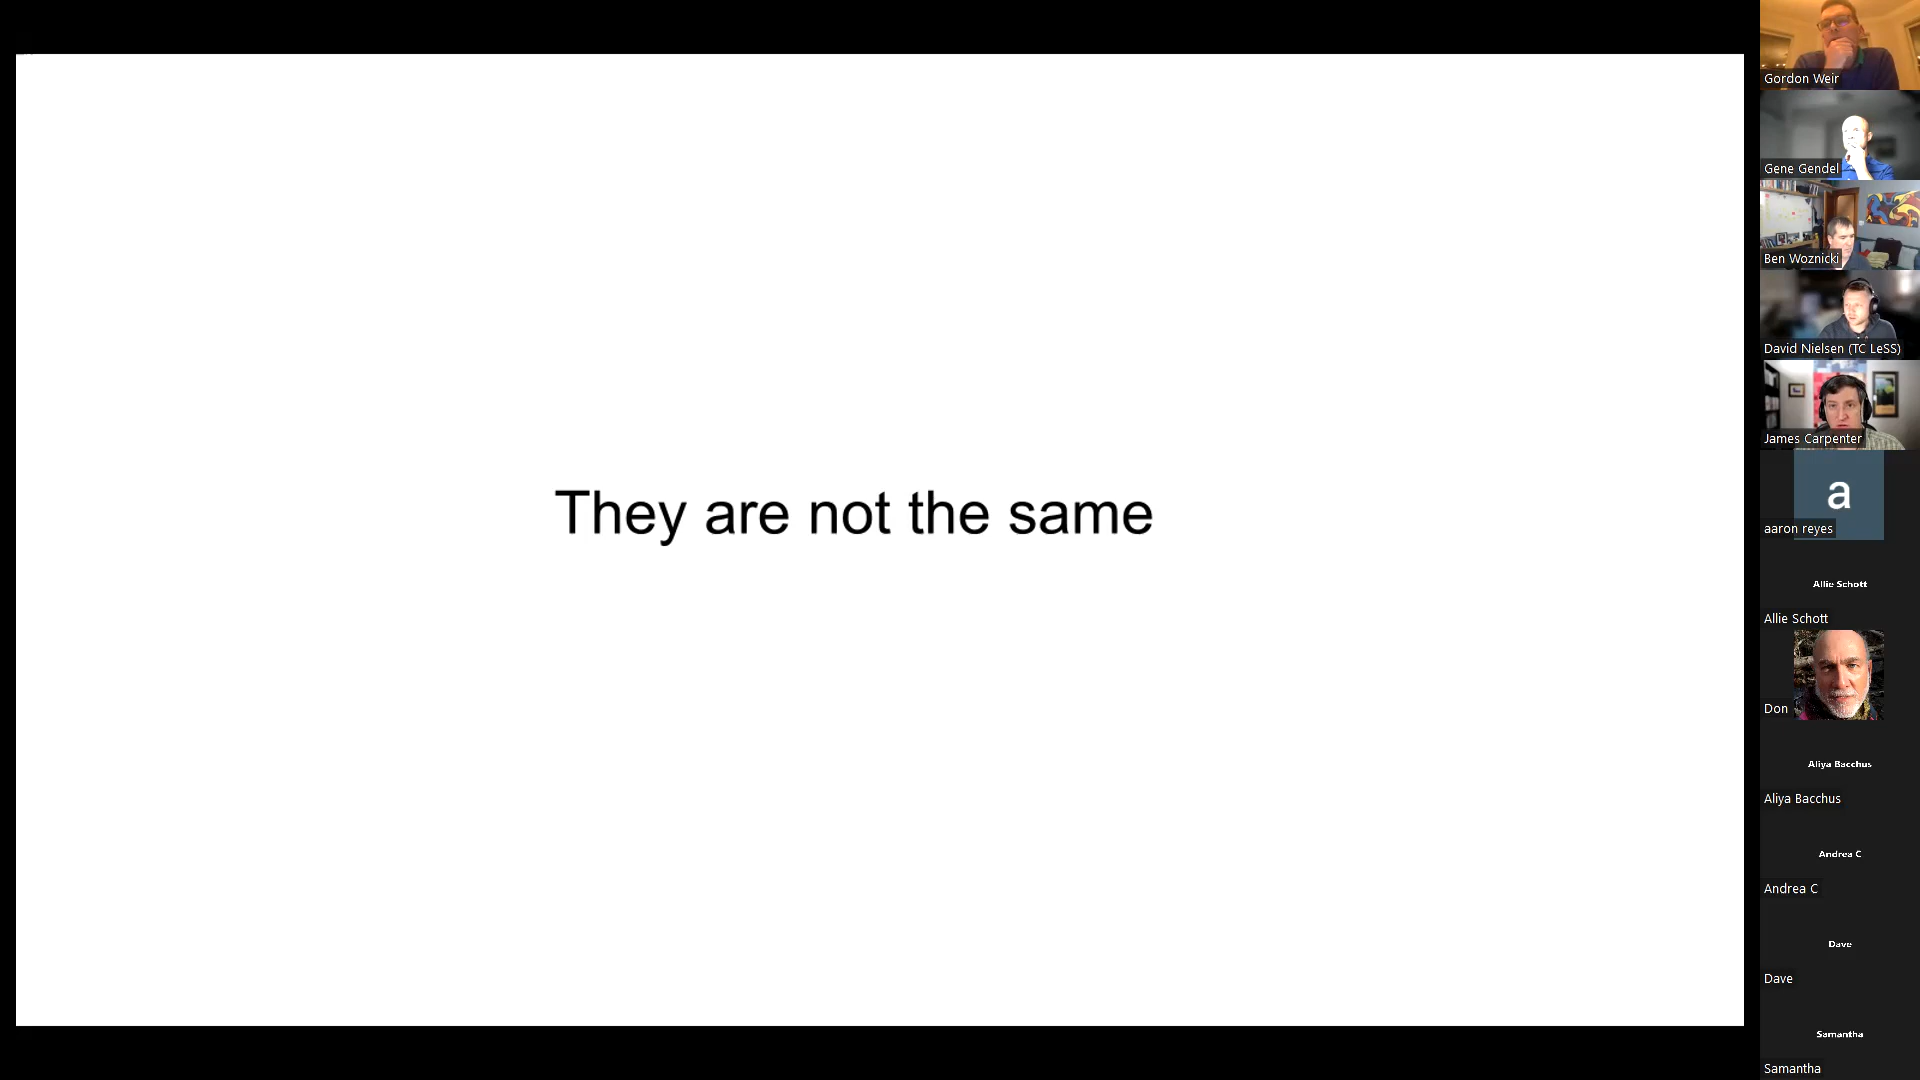 They are not the same
Gordon Weir
Gene Gendel
Ben Woznicki
David Nielsen (TC LeSS)
James Carpenter
a
aaron reyes
Allie Schott
Allie Schott
Don
Aliya Bacchus
Aliya Bacchus
Andrea C
Andrea C
Dave
Dave
Samantha
Samantha